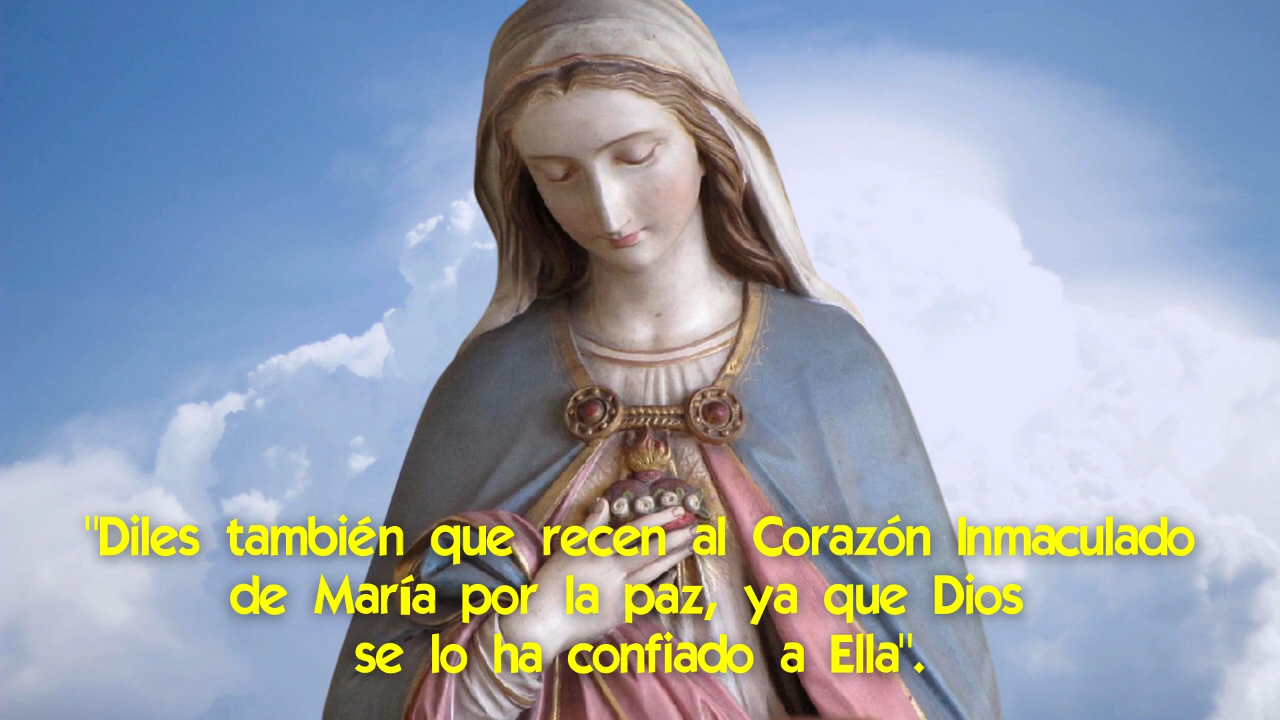 "Diles también que recen al Corazón Inmaculado
de María por la paz, ya que Dios
se lo ha confiado a Ella".